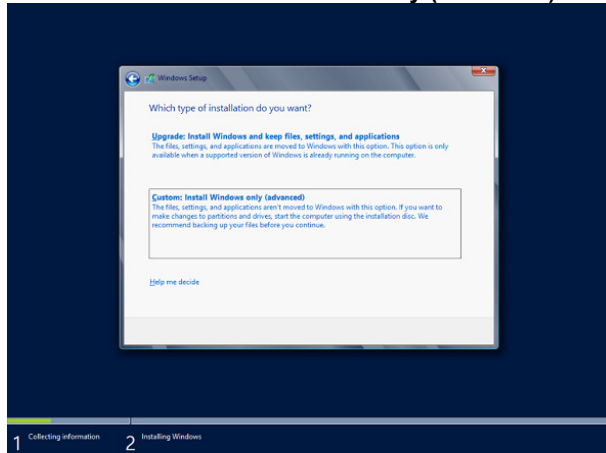 Windows Setup
Which type of installation do you want?
Upgrade: Install Windows and keep files, settings, and applications
The files, settings, and applications are moved to Windows with this option. This option is only
available when a supported version of Windows is already running on the computer.
Custom: Install Windows only (advanced)
The files, settings, and applications aren't moved to Windows with this option. If you want to
make changes to partitions and drives, start the computer using the installation disc. We
recommend backing up your files before you continue.
Help me decide
1 Collecting information 2 Installing Windows